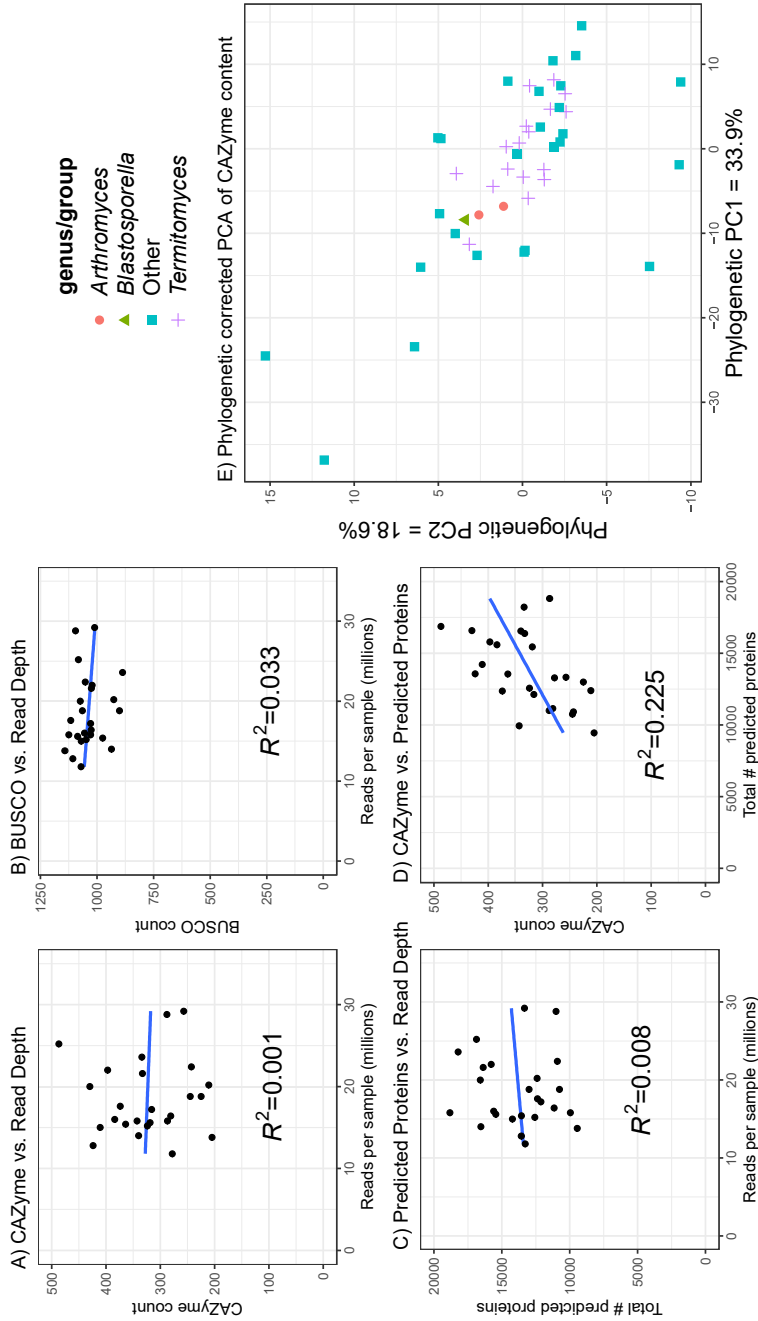 A) CAZyme vs. Read Depth
CAZyme count
500
400
300
200
100
0
R²=0.001
0
10
20
30
Reads per sample (millions)
B) BUSCO vs. Read Depth
BUSCO count
1250
1000
750
500
250
0
R²=0.033
0
10
20
30
Reads per sample (millions)
C) Predicted Proteins vs. Read Depth
Total # predicted proteins
20000
15000
10000
5000
0
R²=0.008
0
10
20
30
Reads per sample (millions)
D) CAZyme vs. Predicted Proteins
CAZyme count
500
400
300
200
100
0
R²=0.225
0
5000
10000
15000
20000
Total # predicted proteins
genus/group
Arthromyces
Blastosporella
Other
Termitomyces
E) Phylogenetic corrected PCA of CAZyme content
Phylogenetic PC2 = 18.6%
15
10
5
0
−5
−10
−30
−20
−10
0
10
Phylogenetic PC1 = 33.9%